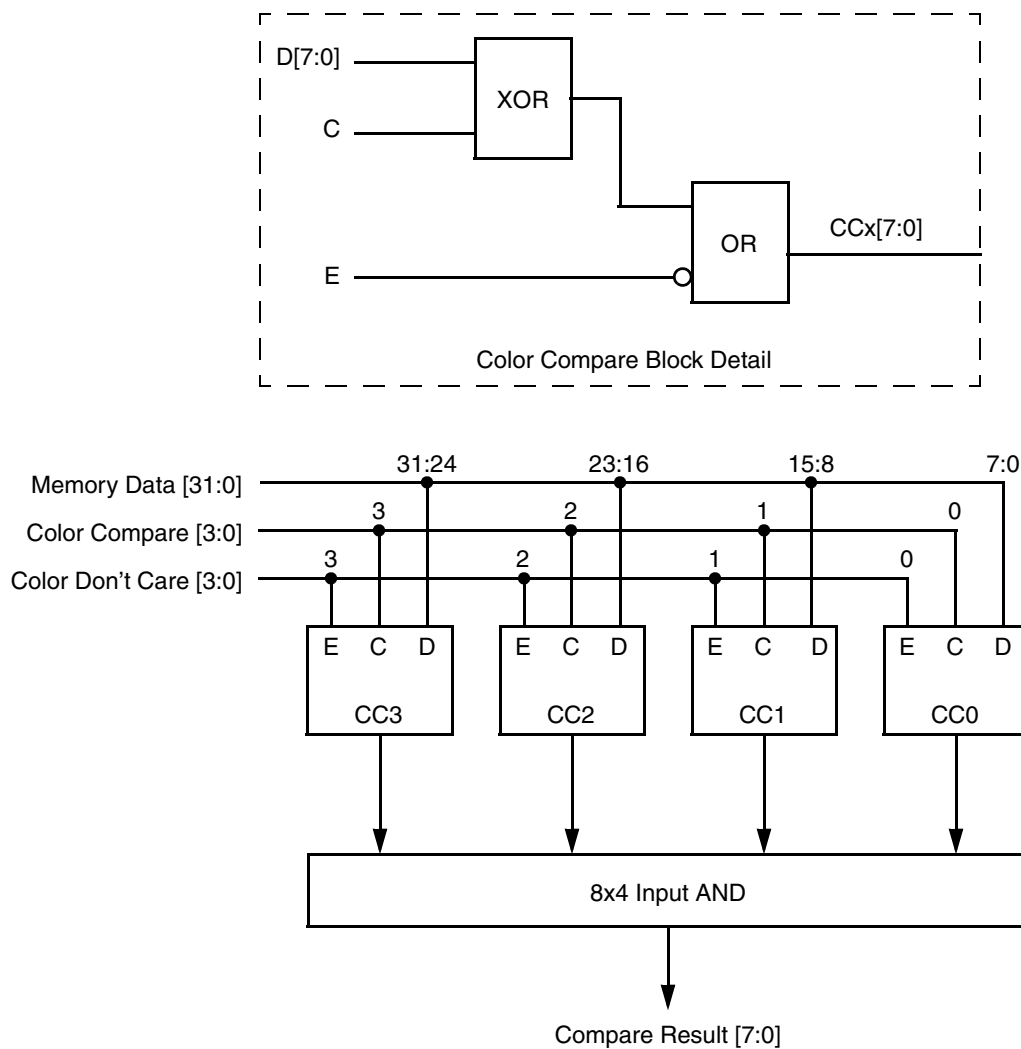 D[7:0]
XOR
C
CCx[7:0]
OR
E
Color Compare Block Detail
31:24 23:16 15:8 7:0
Memory Data [31:0]
3 2 1 0
Color Compare [3:0]
3 2 1 0
Color Don't Care [3:0]
E C D E C D E C D E C D
CC3 CC2 CC1 CC0
8x4 Input AND
Compare Result [7:0]